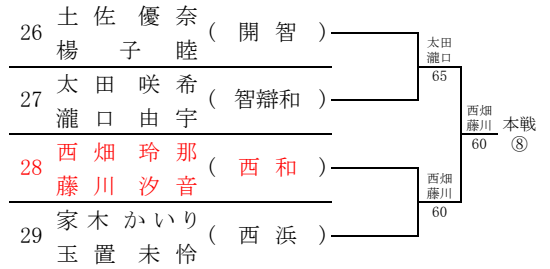 26 土佐 優奈 ( 開智 )
楊 子 睦
27 太田 咲希 ( 智辯和 )
瀧口 由宇
28 西畑 玲那 ( 西和 )
藤川 汐音
29 家木 かいり ( 西浜 )
玉置 未怜
太田
瀧口
65
西畑
藤川
60
西畑
藤川
60
本戦
⑧